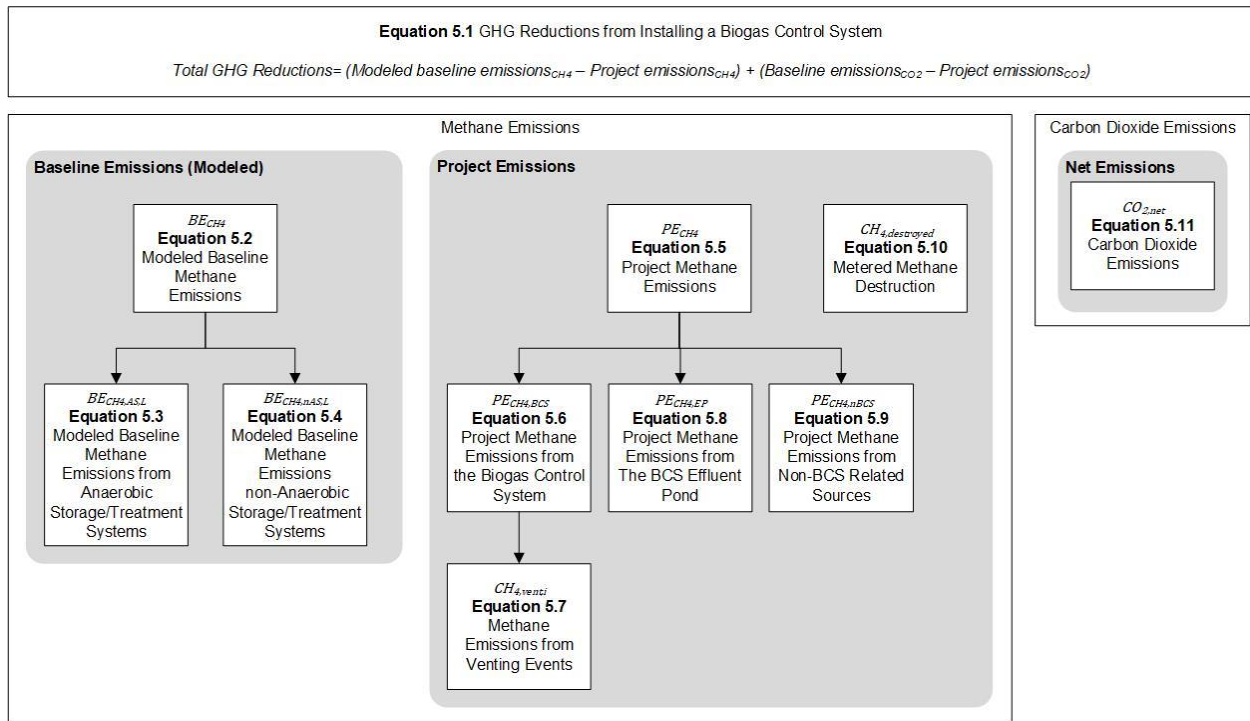 Equation 5.1 GHG Reductions from Installing a Biogas Control System
Total GHG Reductions= (Modeled baseline emissionsCH4 – Project emissionsCH4) + (Baseline emissionsCO2 – Project emissionsCO2)
Methane Emissions
Baseline Emissions (Modeled)
BECH4
Equation 5.2
Modeled Baseline
Methane
Emissions
BECH4,AS,L
Equation 5.3
Modeled Baseline
Methane
Emissions from
Anaerobic
Storage/Treatment
Systems
BECH4,nAS,L
Equation 5.4
Modeled Baseline
Methane
Emissions
non-Anaerobic
Storage/Treatment
Systems
Project Emissions
PECH4
Equation 5.5
Project Methane
Emissions
CH4,destroyed
Equation 5.10
Metered Methane
Destruction
PECH4,BCS
Equation 5.6
Project Methane
Emissions from
the Biogas Control
System
PECH4,EP
Equation 5.8
Project Methane
Emissions from
The BCS Effluent
Pond
PECH4,nBCS
Equation 5.9
Project Methane
Emissions from
Non-BCS Related
Sources
CH4,venti
Equation 5.7
Methane
Emissions from
Venting Events
Carbon Dioxide Emissions
Net Emissions
CO2,net
Equation 5.11
Carbon Dioxide
Emissions